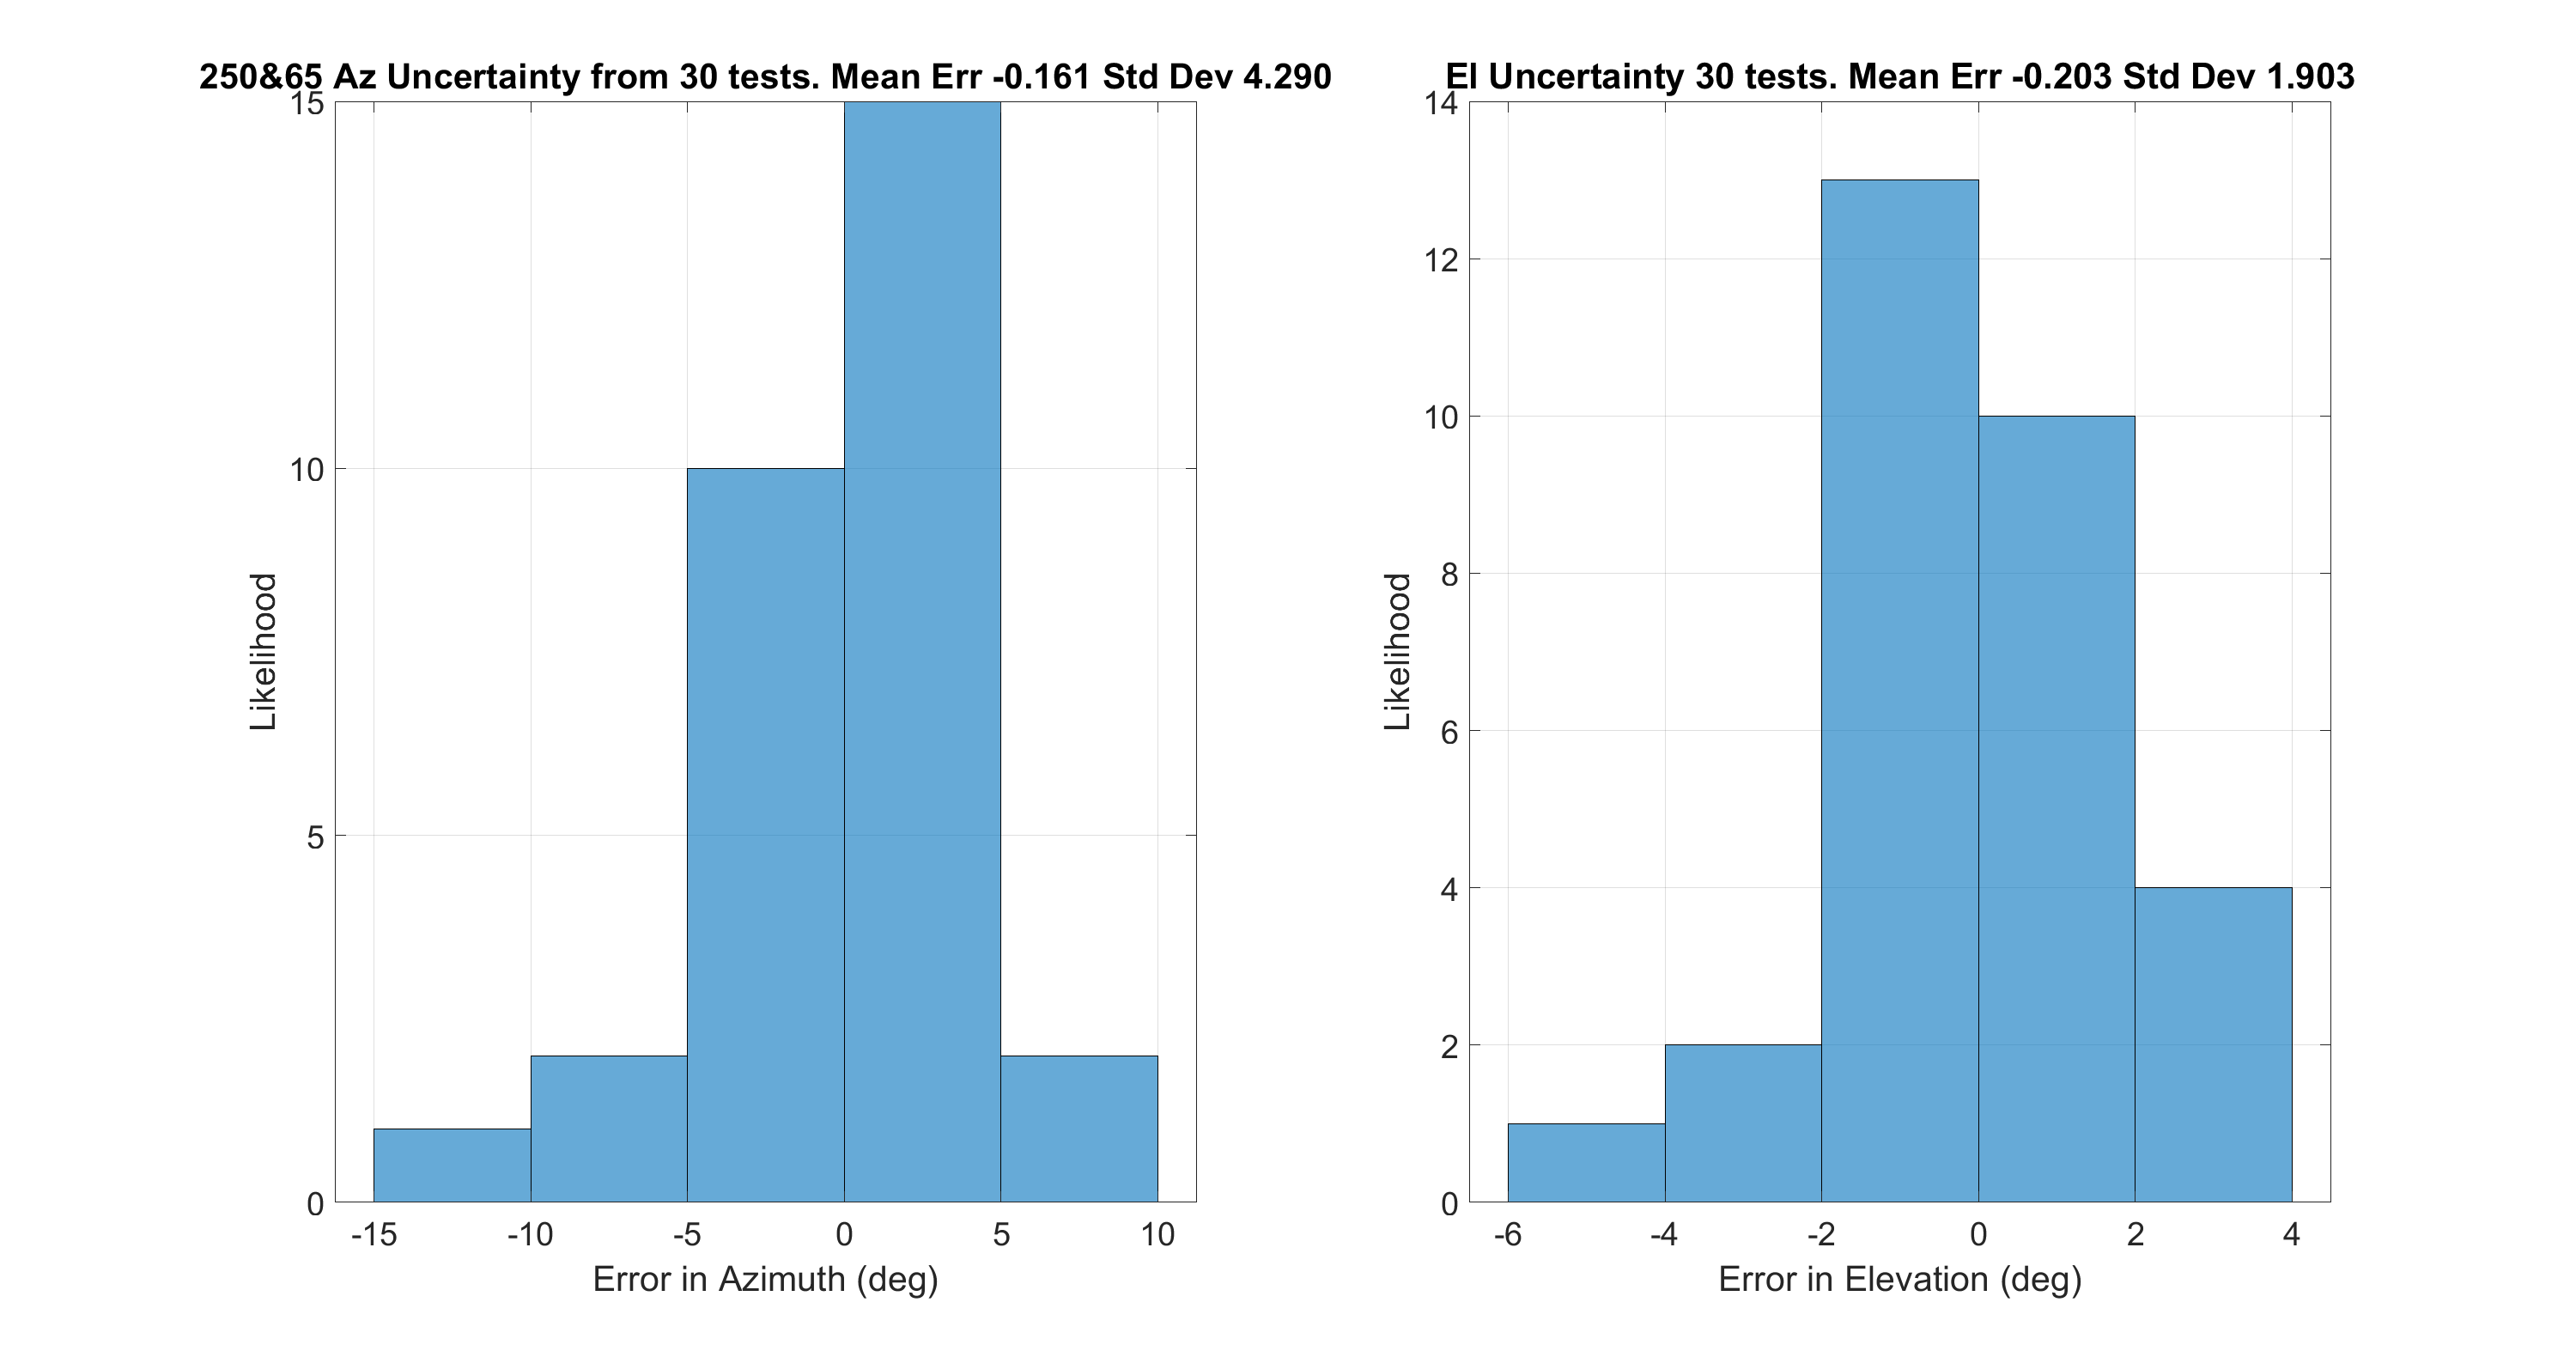 250&65 Az Uncertainty from 30 tests. Mean Err -0.161 Std Dev 4.290
15
10
5
0
Likelihood
-15 -10 -5 0 5 10
Error in Azimuth (deg)
El Uncertainty 30 tests. Mean Err -0.203 Std Dev 1.903
14
12
10
8
6
4
2
0
Likelihood
-6 -4 -2 0 2 4
Error in Elevation (deg)